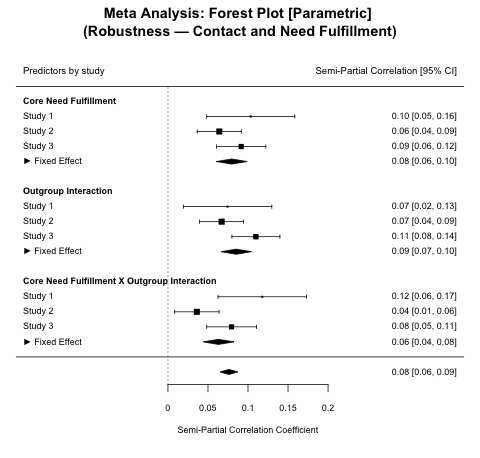 Meta Analysis: Forest Plot [Parametric]
(Robustness — Contact and Need Fulfillment)
Predictors by study Semi-Partial Correlation [95% CI]
Core Need Fulfillment
Study 1 0.10 [0.05, 0.16]
Study 2 0.06 [0.04, 0.09]
Study 3 0.09 [0.06, 0.12]
► Fixed Effect 0.08 [0.06, 0.10]
Outgroup Interaction
Study 1 0.07 [0.02, 0.13]
Study 2 0.07 [0.04, 0.09]
Study 3 0.11 [0.08, 0.14]
► Fixed Effect 0.09 [0.07, 0.10]
Core Need Fulfillment X Outgroup Interaction
Study 1 0.12 [0.06, 0.17]
Study 2 0.04 [0.01, 0.06]
Study 3 0.08 [0.05, 0.11]
► Fixed Effect 0.06 [0.04, 0.08]
0.08 [0.06, 0.09]
0 0.05 0.1 0.15 0.2
Semi-Partial Correlation Coefficient